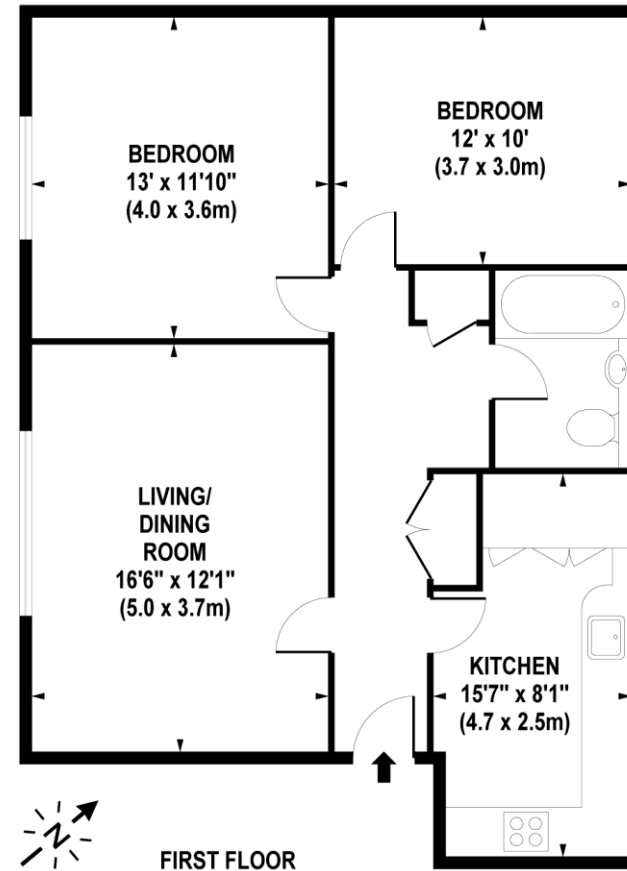 BEDROOM
13' x 11'10"
(4.0 x 3.6m)
BEDROOM
12' x 10'
(3.7 x 3.0m)
LIVING/
DINING
ROOM
16'6" x 12'1"
(5.0 x 3.7m)
KITCHEN
15'7" x 8'1"
(4.7 x 2.5m)
N
FIRST FLOOR